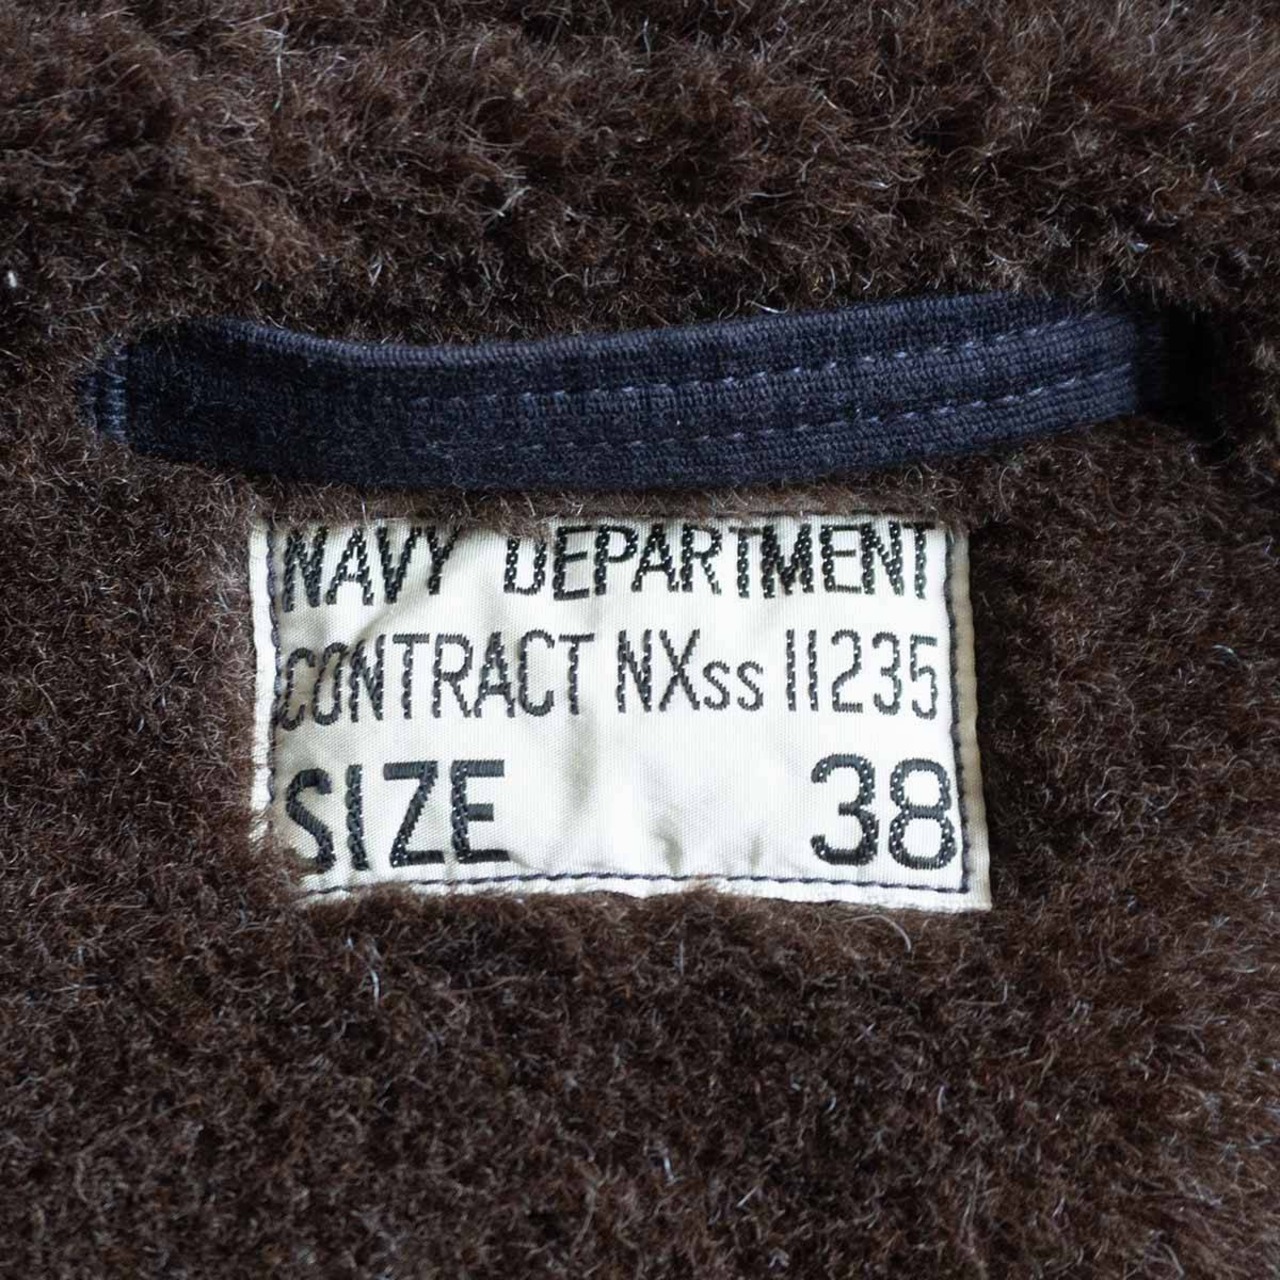 NAVY DEPARTMENT
CONTRACT NXss 11235
SIZE 38